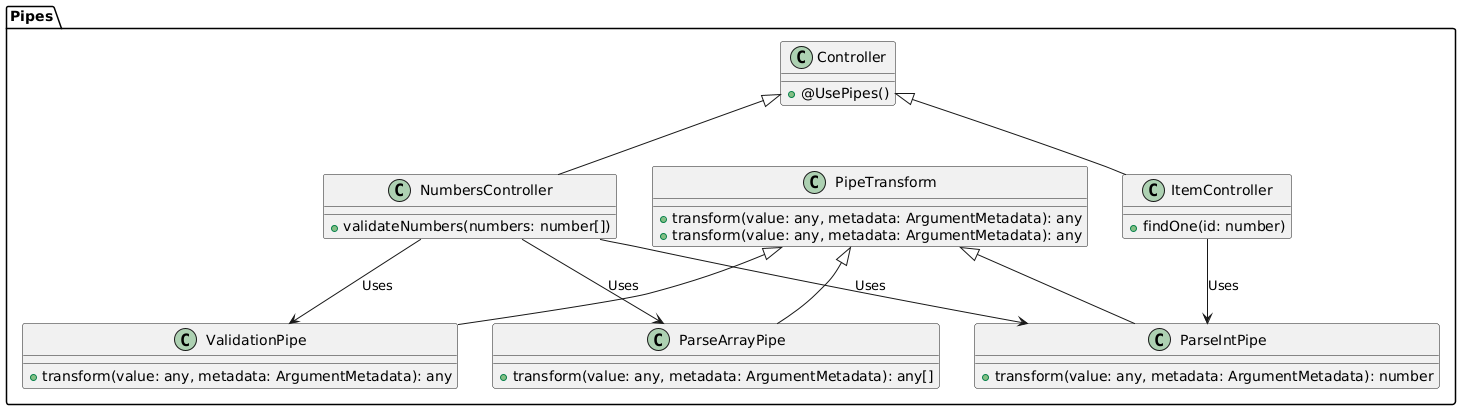 Pipes
C Controller
@UsePipes()
C NumbersController
validateNumbers(numbers: number[])
C PipeTransform
transform(value: any, metadata: ArgumentMetadata): any
transform(value: any, metadata: ArgumentMetadata): any
C ItemController
findOne(id: number)
Uses
Uses
Uses
Uses
C ValidationPipe
transform(value: any, metadata: ArgumentMetadata): any
C ParseArrayPipe
transform(value: any, metadata: ArgumentMetadata): any[]
C ParseIntPipe
transform(value: any, metadata: ArgumentMetadata): number